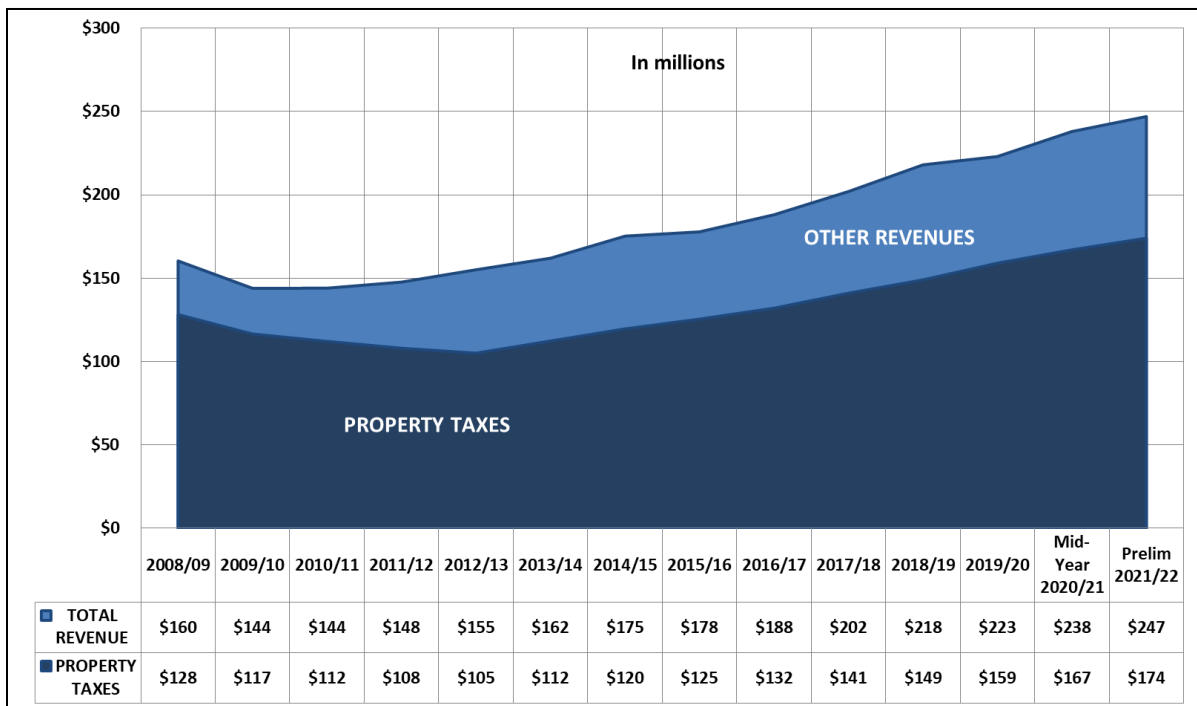 $300
In millions
$250
$200
OTHER REVENUES
$150
$100
PROPERTY TAXES
$50
$0
2008/09 2009/10 2010/11 2011/12 2012/13 2013/14 2014/15 2015/16 2016/17 2017/18 2018/19 2019/20 Mid-Year 2020/21 Prelim 2021/22
TOTAL REVENUE $160 $144 $144 $148 $155 $162 $175 $178 $188 $202 $218 $223 $238 $247
PROPERTY TAXES $128 $117 $112 $108 $105 $112 $120 $125 $132 $141 $149 $159 $167 $174